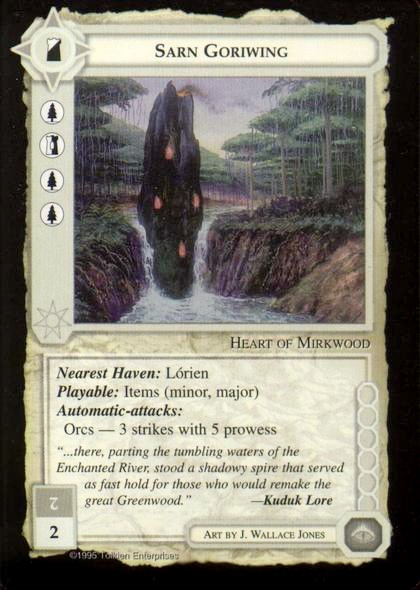 SARN GORIWING
HEART OF MIRKWOOD
Nearest Haven: Lórien
Playable: Items (minor, major)
Automatic-attacks:
Orcs — 3 strikes with 5 prowess
“...there, parting the tumbling waters of the
Enchanted River, stood a shadowy spire that served
as fast hold for those who would remake the
great Greenwood.” —Kuduk Lore
2
2
ART BY J. WALLACE JONES
©1995 Tolkien Enterprises